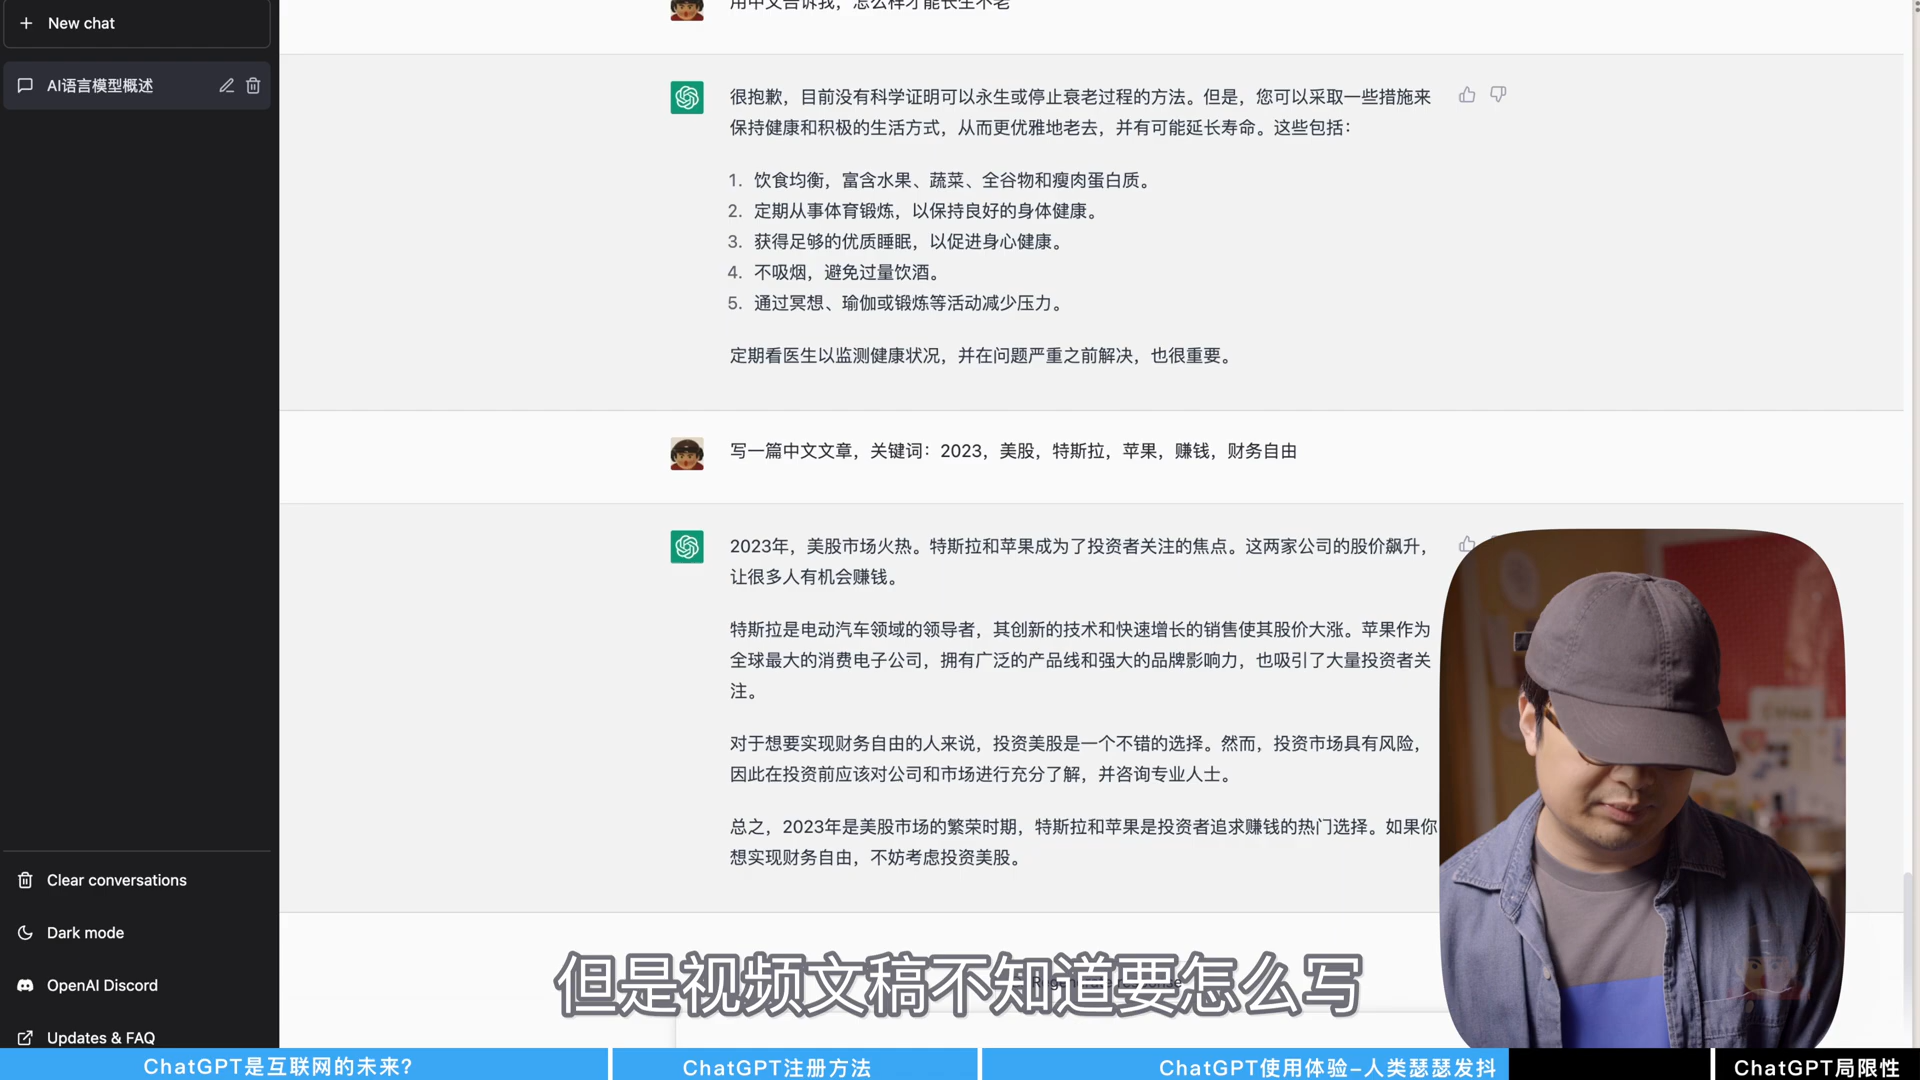 New chat
AI语言模型概述
用中文告诉我，怎么样才能长生不老
很抱歉，目前没有科学证明可以永生或停止衰老过程的方法。但是，您可以采取一些措施来
保持健康和积极的生活方式，从而更优雅地老去，并有可能延长寿命。这些包括：
1. 饮食均衡，富含水果、蔬菜、全谷物和瘦肉蛋白质。
2. 定期从事体育锻炼，以保持良好的身体健康。
3. 获得足够的优质睡眠，以促进身心健康。
4. 不吸烟，避免过量饮酒。
5. 通过冥想、瑜伽或锻炼等活动减少压力。
定期看医生以监测健康状况，并在问题严重之前解决，也很重要。
写一篇中文文章，关键词：2023，美股，特斯拉，苹果，赚钱，财务自由
2023年，美股市场火热。特斯拉和苹果成为了投资者关注的焦点。这两家公司的股价飙升，
让很多人有机会赚钱。
特斯拉是电动汽车领域的领导者，其创新的技术和快速增长的销售使其股价大涨。苹果作为
全球最大的消费电子公司，拥有广泛的产品线和强大的品牌影响力，也吸引了大量投资者关
注。
对于想要实现财务自由的人来说，投资美股是一个不错的选择。然而，投资市场具有风险，
因此在投资前应该对公司和市场进行充分了解，并咨询专业人士。
总之，2023年是美股市场的繁荣时期，特斯拉和苹果是投资者追求赚钱的热门选择。如果你
想实现财务自由，不妨考虑投资美股。
Clear conversations
Dark mode
OpenAI Discord
Updates & FAQ
Regenerate response
但是视频文稿不知道要怎么写
ChatGPT是互联网的未来？
ChatGPT注册方法
ChatGPT使用体验–人类瑟瑟发抖
ChatGPT局限性